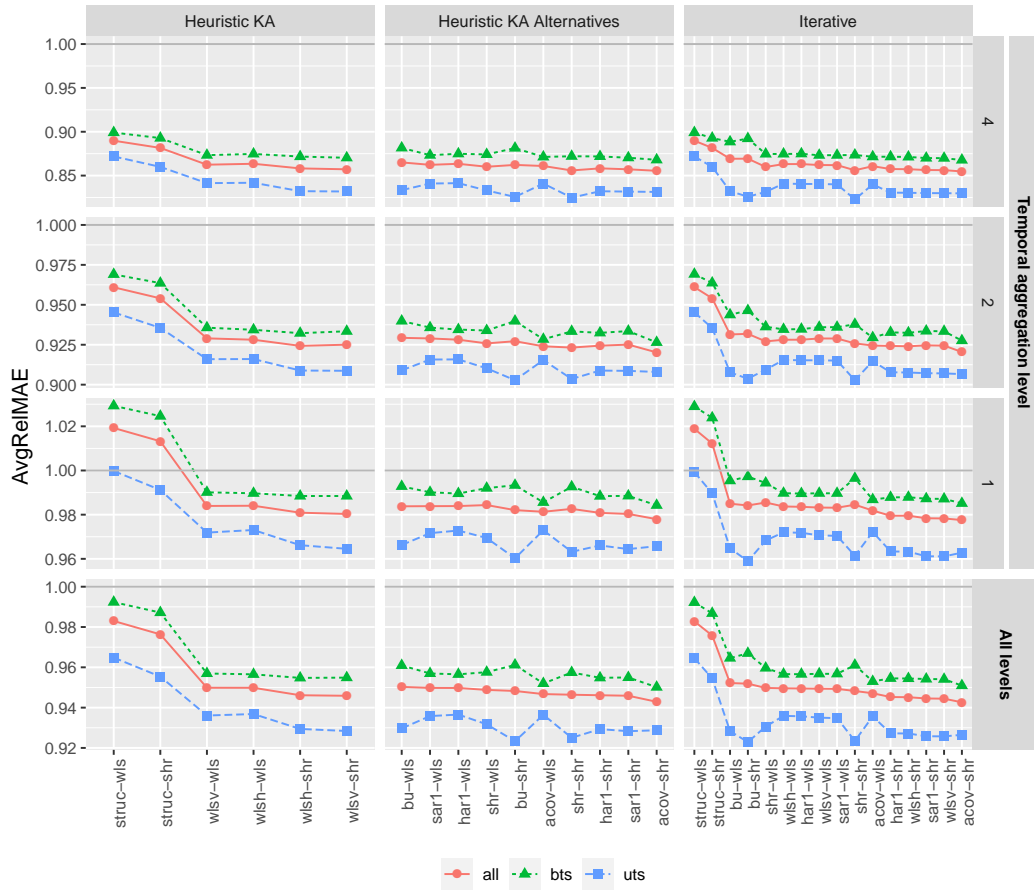 Heuristic KA
Heuristic KA Alternatives
Iterative
AvgRelMAE
1.00
0.95
0.90
0.85
4
1.000
0.975
0.950
0.925
0.900
2
1.02
1.00
0.98
0.96
1
1.00
0.98
0.96
0.94
0.92
All levels
Temporal aggregation level
struc−wls
struc−shr
wlsv−wls
wlsh−wls
wlsh−shr
wlsv−shr
bu−wls
sar1−wls
har1−wls
shr−wls
bu−shr
acov−wls
shr−shr
har1−shr
sar1−shr
acov−shr
struc−wls
struc−shr
bu−wls
bu−shr
shr−wls
wlsh−wls
har1−wls
wlsv−wls
sar1−wls
shr−shr
acov−wls
har1−shr
wlsh−shr
sar1−shr
wlsv−shr
acov−shr
all
bts
uts